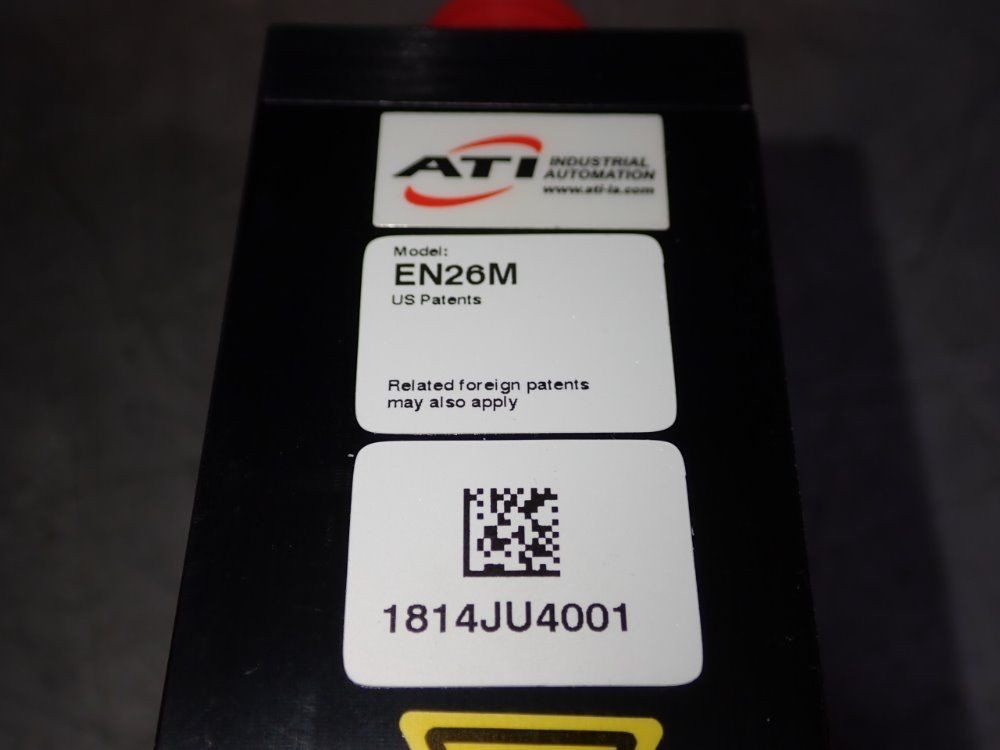 ATI INDUSTRIAL
AUTOMATION
www.ati-ia.com
Model:
EN26M
US Patents
Related foreign patents
may also apply
1814JU4001